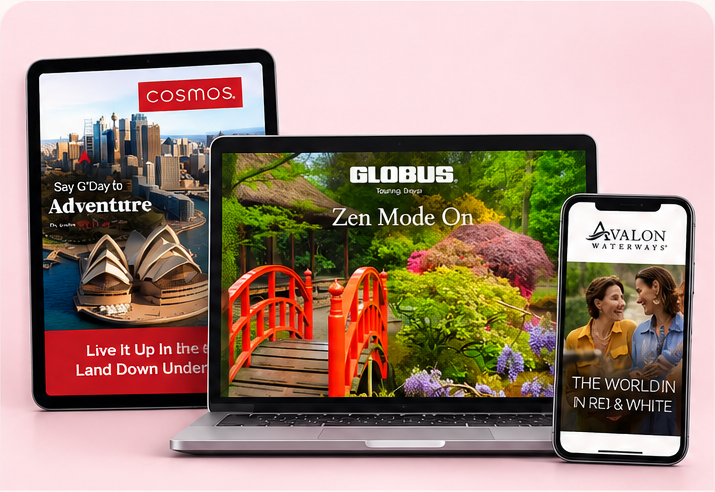 COSMOS.
Say G'Day to
Adventure
Live It Up In the
Land Down Under
GLOBUS
Touring
Zen Mode On
AVALON
WATERWAYS®
THE WORLD IN
IN RED & WHITE